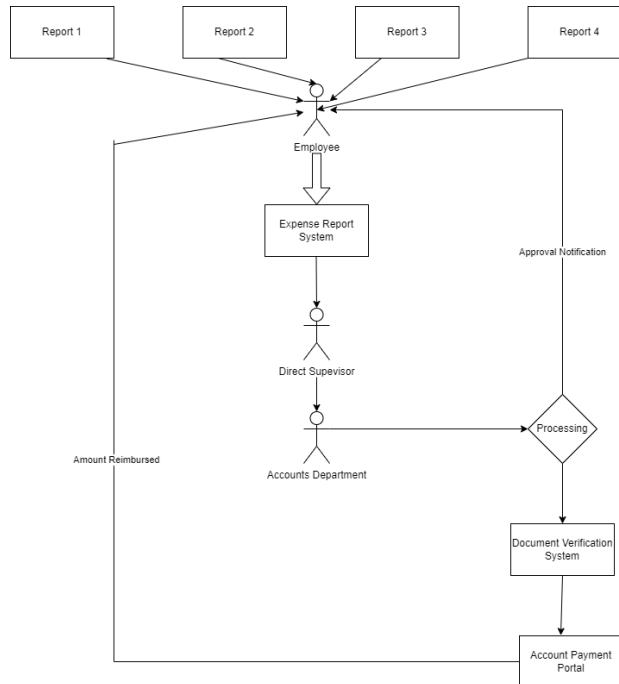 Report 1
Report 2
Report 3
Report 4
Employee
Expense Report
System
Approval Notification
Direct Supevisor
Processing
Amount Reimbursed
Accounts Department
Document Verification
System
Account Payment
Portal